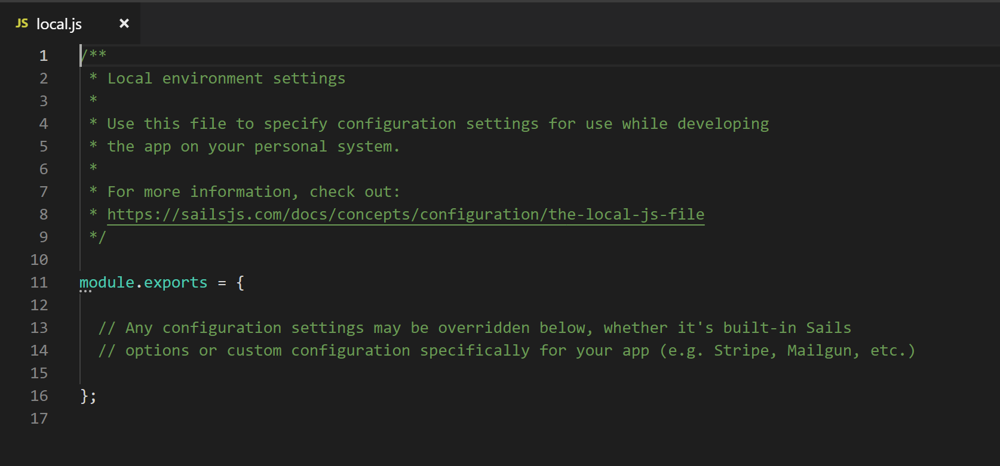 JS local.js ×
1 /**
2  * Local environment settings
3  *
4  * Use this file to specify configuration settings for use while developing
5  * the app on your personal system.
6  *
7  * For more information, check out:
8  * https://sailsjs.com/docs/concepts/configuration/the-local-js-file
9  */
10
11 module.exports = {
12
13   // Any configuration settings may be overridden below, whether it's built-in Sails
14   // options or custom configuration specifically for your app (e.g. Stripe, Mailgun, etc.)
15
16 };
17